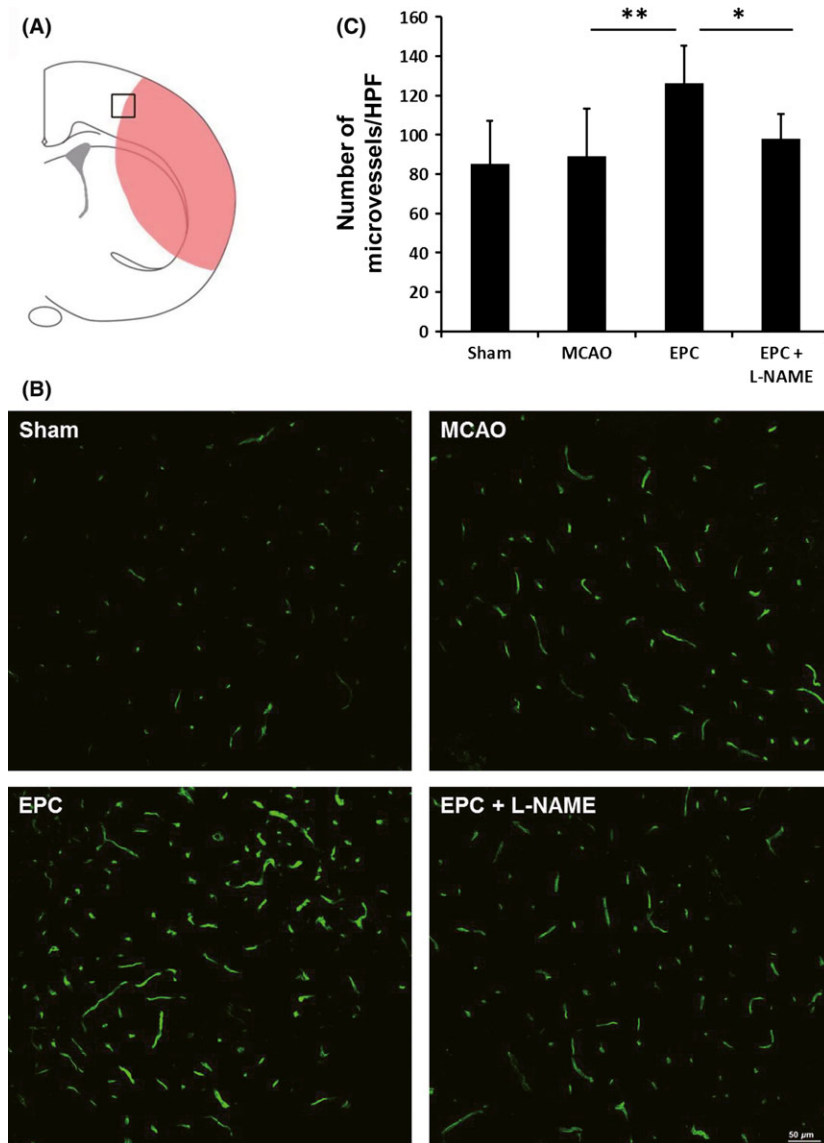 (A)
(C)
** *
160
140
120
100
80
60
40
20
0
Number of
microvessels/HPF
Sham MCAO EPC EPC +
L-NAME
(B)
Sham
MCAO
EPC
EPC + L-NAME
50 µm